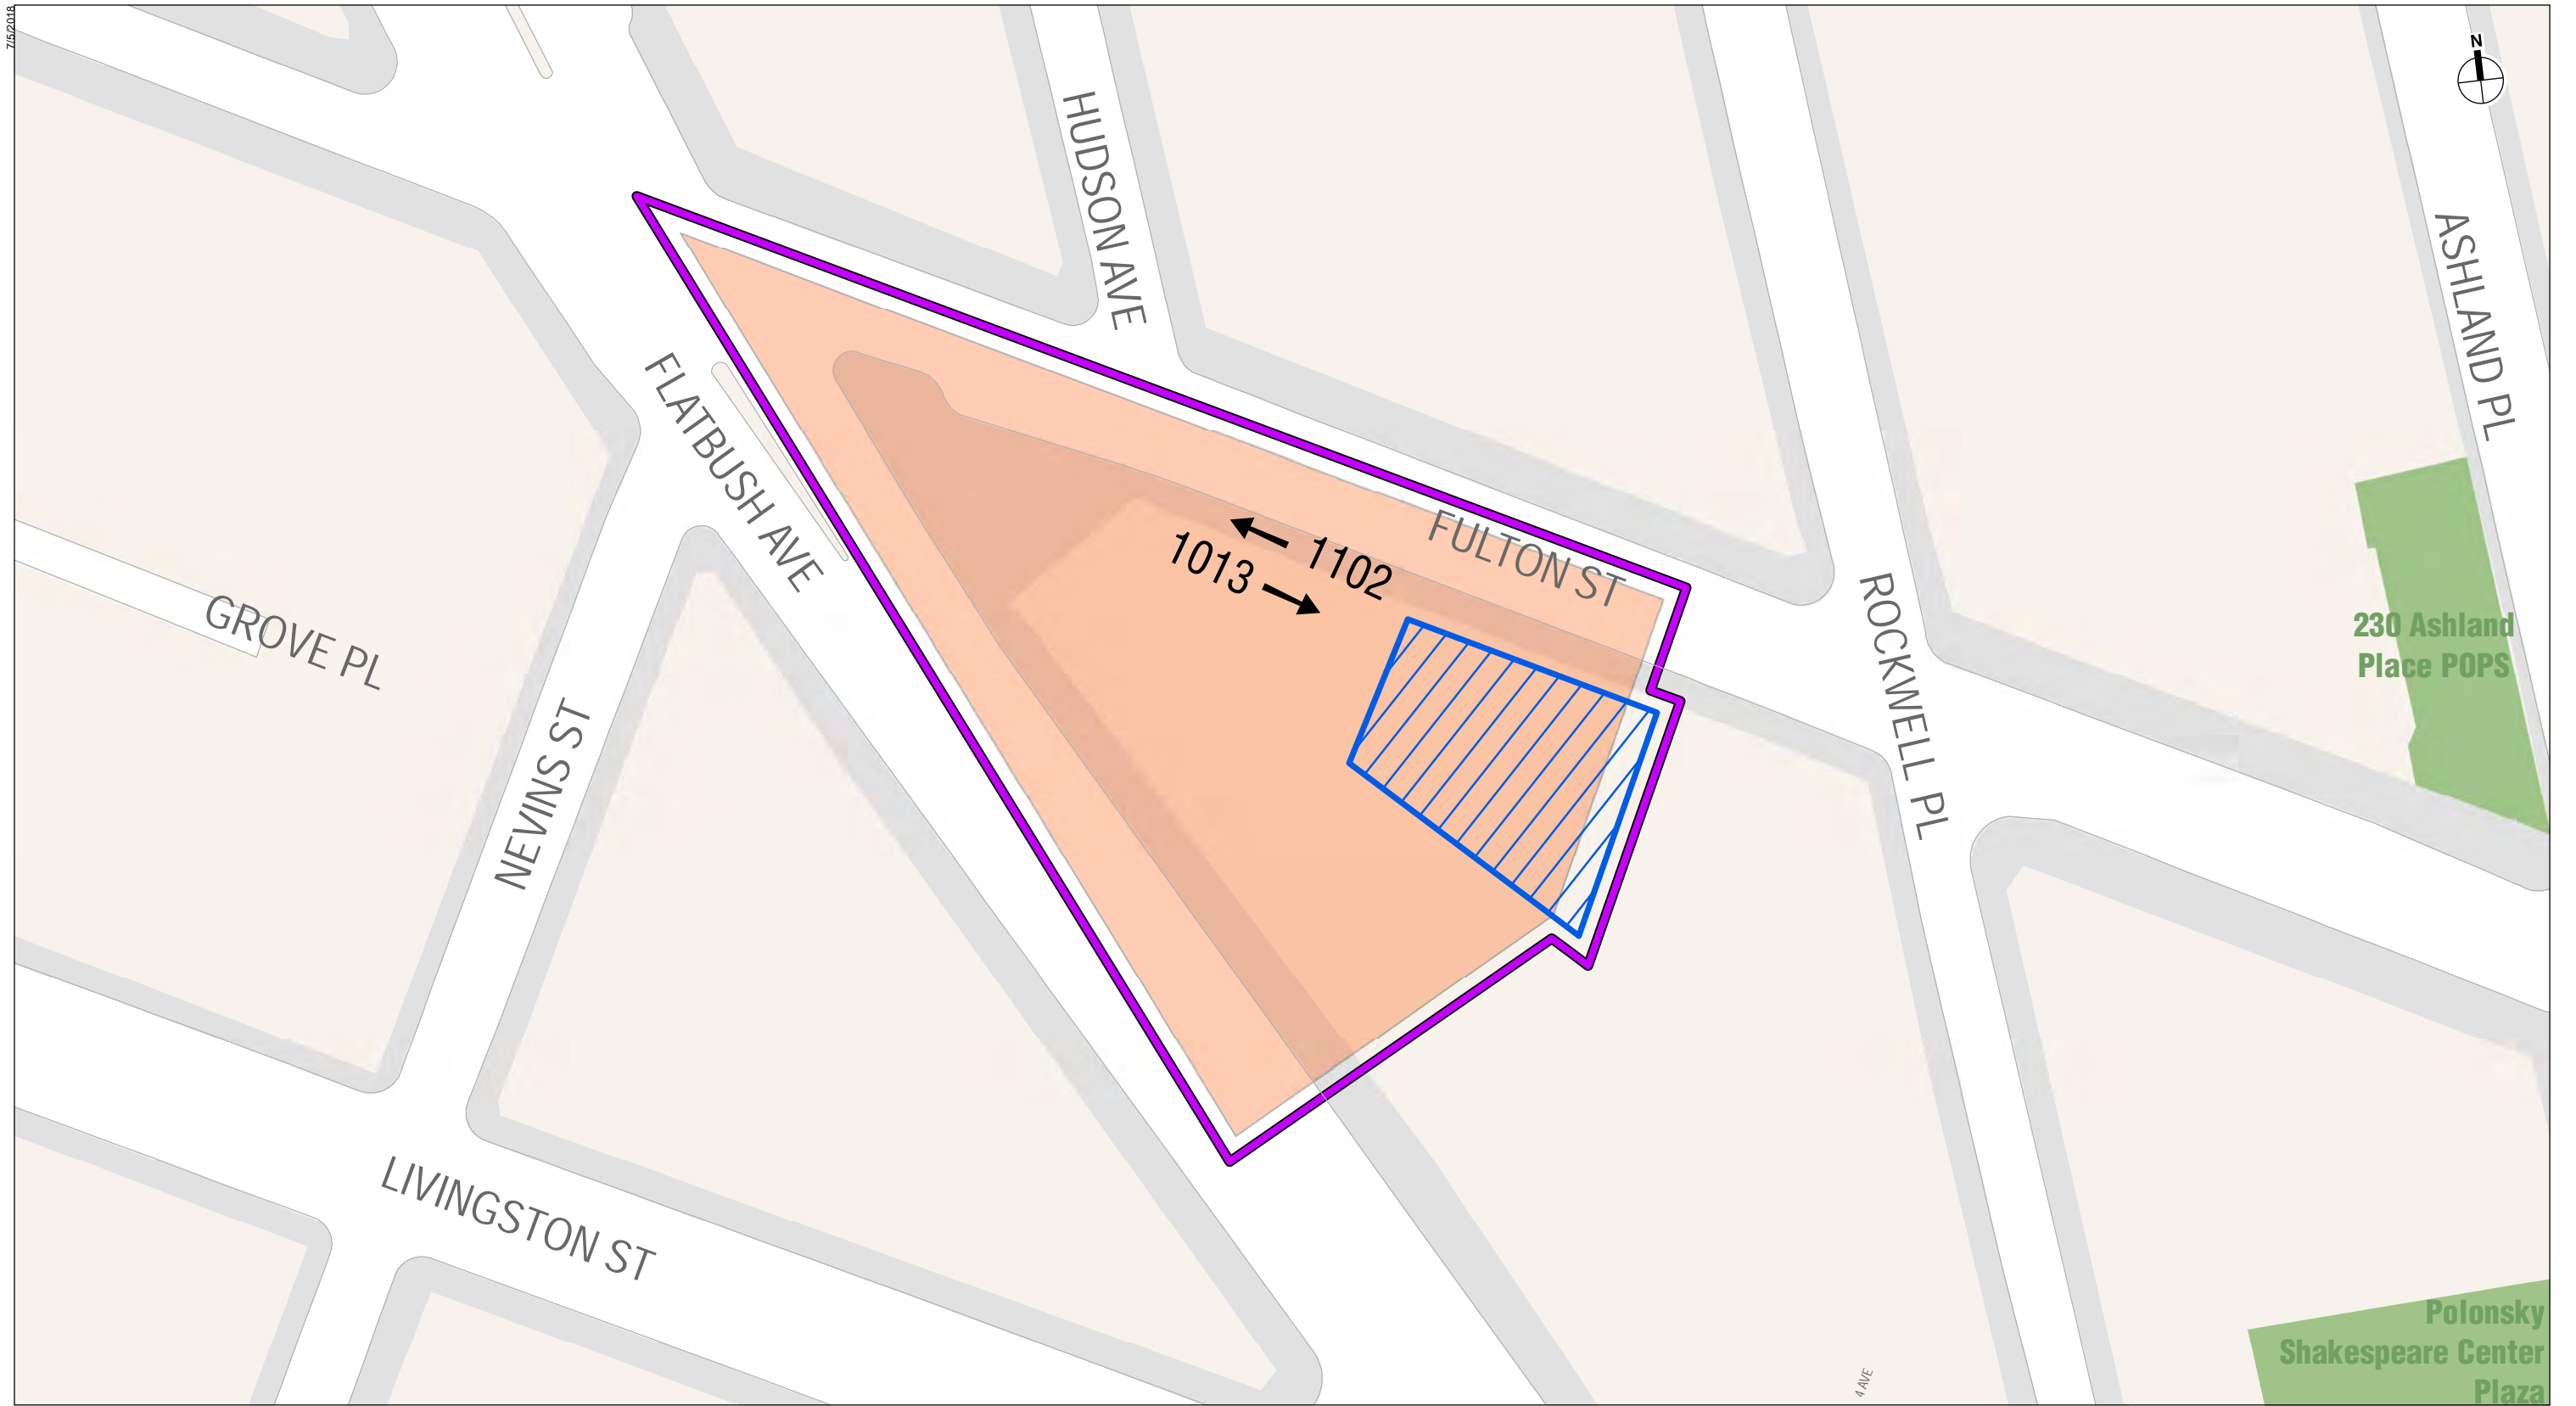 7/5/2018
N
HUDSON AVE
ASHLAND PL
FLATBUSH AVE
FULTON ST
1102
1013
GROVE PL
ROCKWELL PL
230 Ashland
Place POPS
NEVINS ST
LIVINGSTON ST
Polonsky
Shakespeare Center
Plaza
4 AVE